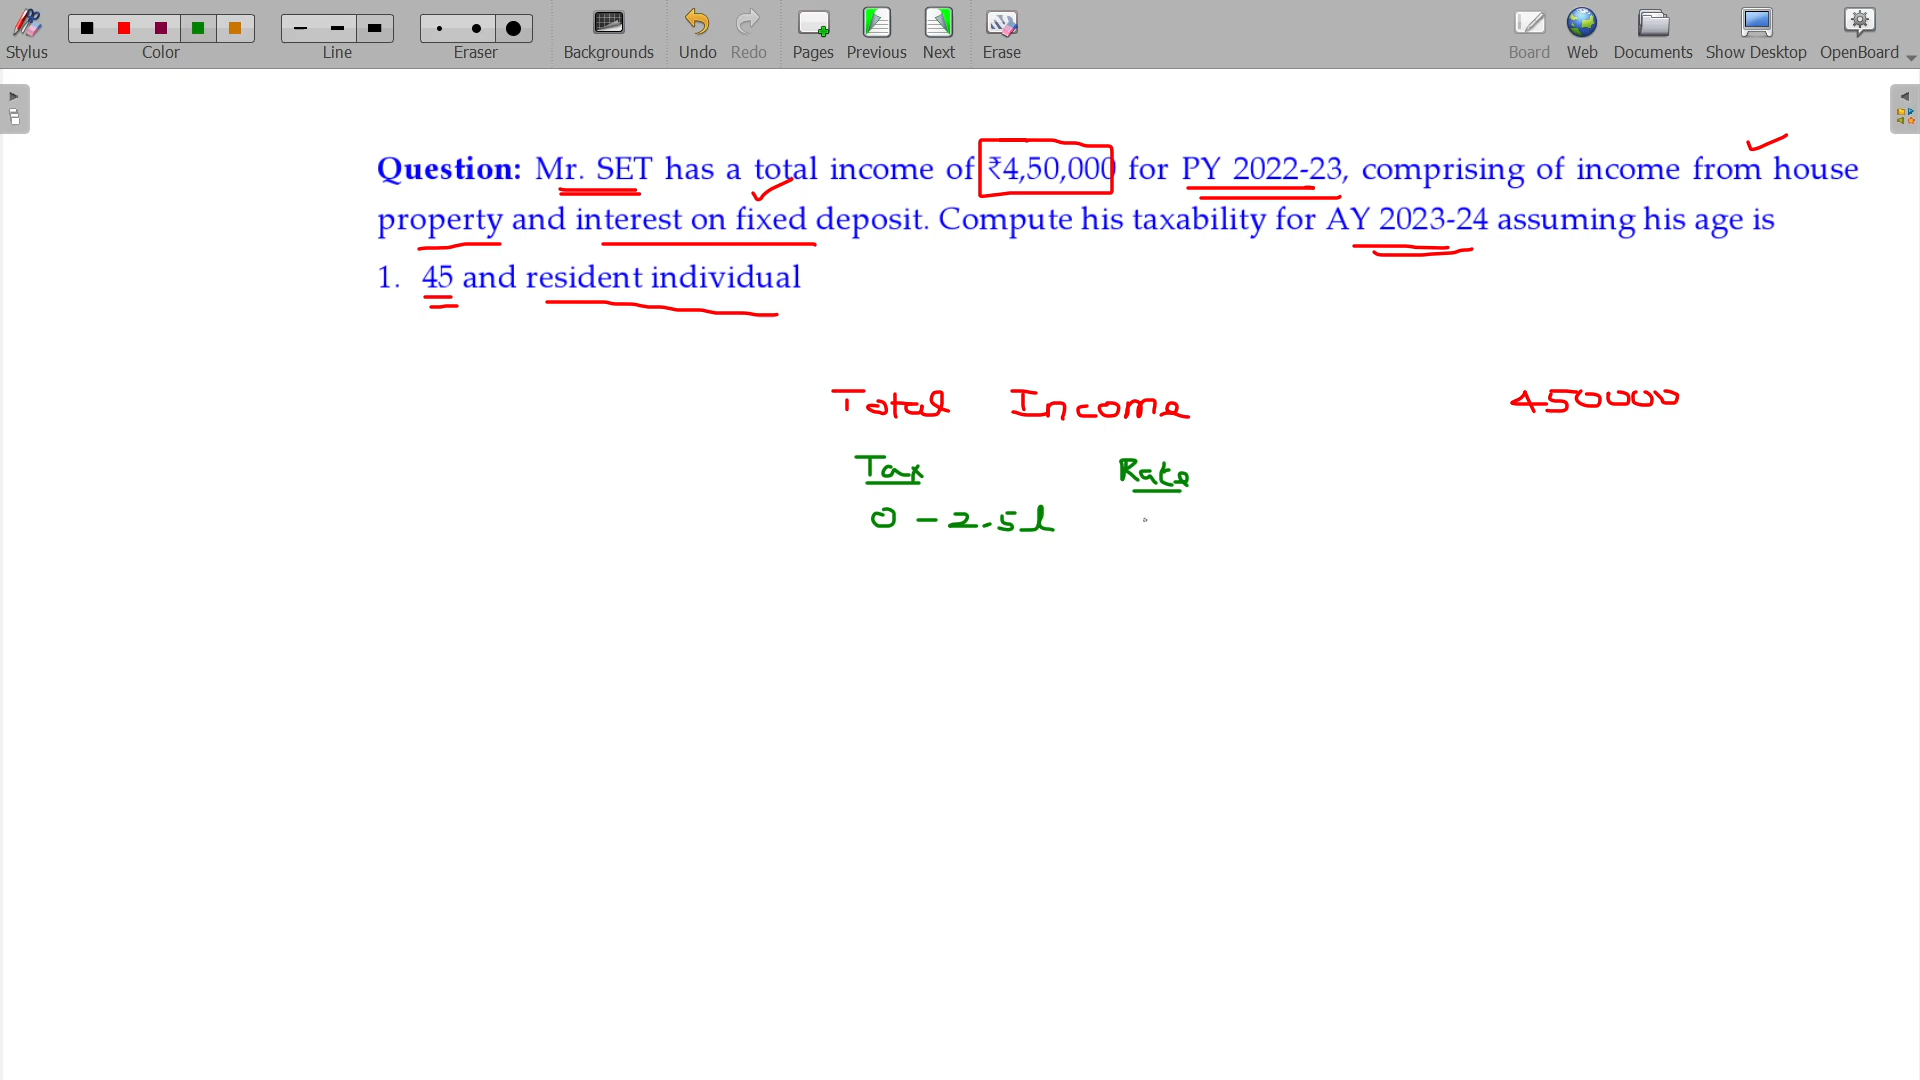 Stylus Color Line Eraser Backgrounds Undo Redo Pages Previous Next Erase Board Web Documents Show Desktop OpenBoard
Question: Mr. SET has a total income of ₹4,50,000 for PY 2022-23, comprising of income from house
property and interest on fixed deposit. Compute his taxability for AY 2023-24 assuming his age is
1. 45 and resident individual
Total Income 450000
Tax Rate
0 - 2.5l